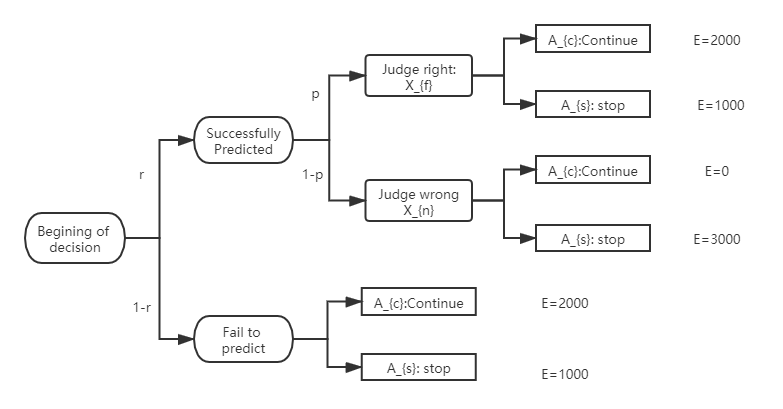 A_{c}:Continue
E=2000
Judge right:
X_{f}
p
A_{s}: stop
E=1000
Successfully
Predicted
r
1-p
A_{c}:Continue
E=0
Judge wrong
X_{n}
Begining of
decision
A_{s}: stop
E=3000
1-r
A_{c}:Continue
E=2000
Fail to
predict
A_{s}: stop
E=1000